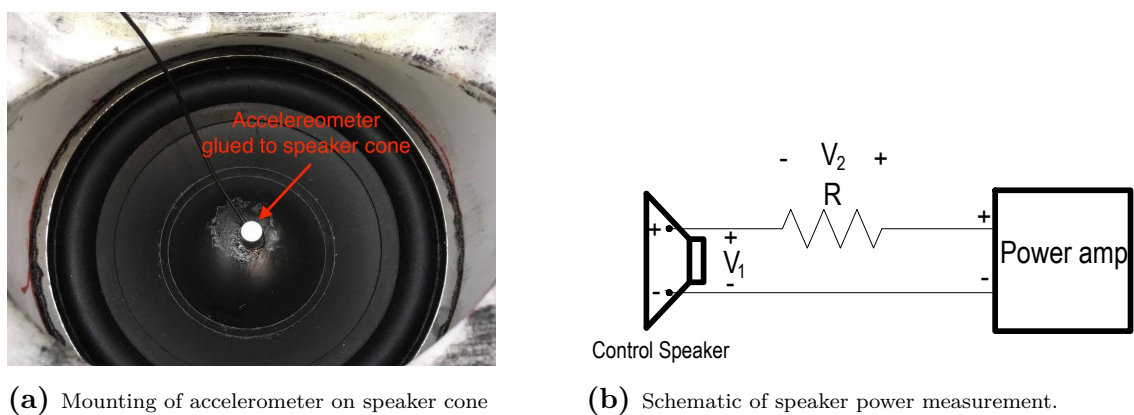 Accelereometer
glued to speaker cone
- V2 +
R
+
+
+
Power amp
V1
-
-
-
Control Speaker
(a) Mounting of accelerometer on speaker cone
(b) Schematic of speaker power measurement.